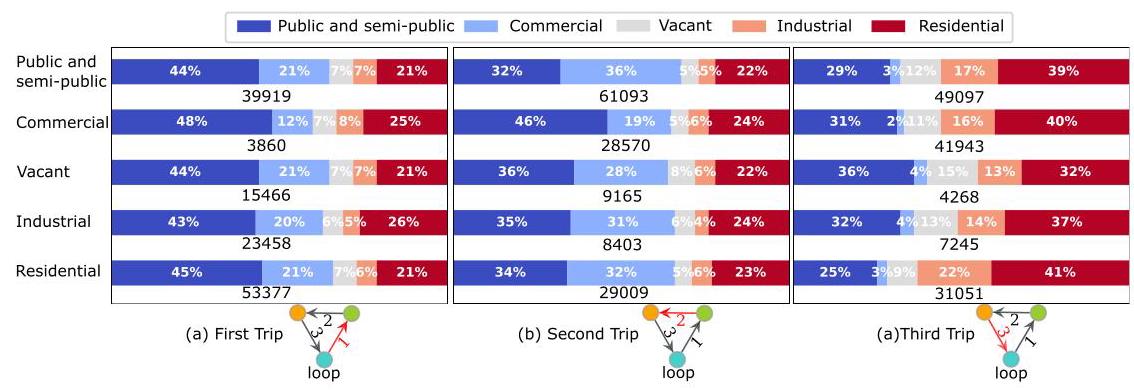 Public and semi-public Commercial Vacant Industrial Residential
Public and
semi-public
44% 21% 7% 7% 21%
39919
32% 36% 5% 5% 22%
61093
29% 3% 12% 17% 39%
49097
Commercial
48% 12% 7% 8% 25%
3860
46% 19% 5% 6% 24%
28570
31% 2% 11% 16% 40%
41943
Vacant
44% 21% 7% 7% 21%
15466
36% 28% 8% 6% 22%
9165
36% 4% 15% 13% 32%
4268
Industrial
43% 20% 6% 5% 26%
23458
35% 31% 6% 4% 24%
8403
32% 4% 13% 14% 37%
7245
Residential
45% 21% 7% 6% 21%
53377
34% 32% 5% 6% 23%
29009
25% 3% 9% 22% 41%
31051
(a) First Trip
2
3
1
loop
(b) Second Trip
2
3
1
loop
(a)Third Trip
2
3
1
loop